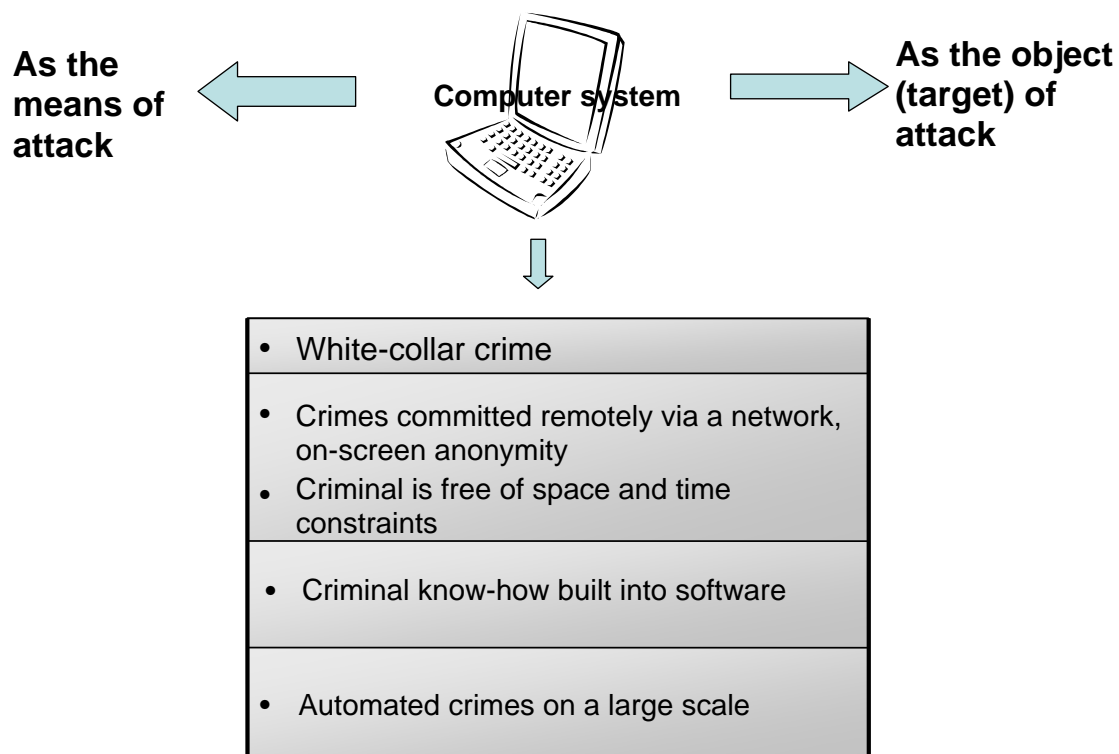 As the
means of
attack
Computer system
As the object
(target) of
attack
• White-collar crime
• Crimes committed remotely via a network,
on-screen anonymity
• Criminal is free of space and time
constraints
• Criminal know-how built into software
• Automated crimes on a large scale